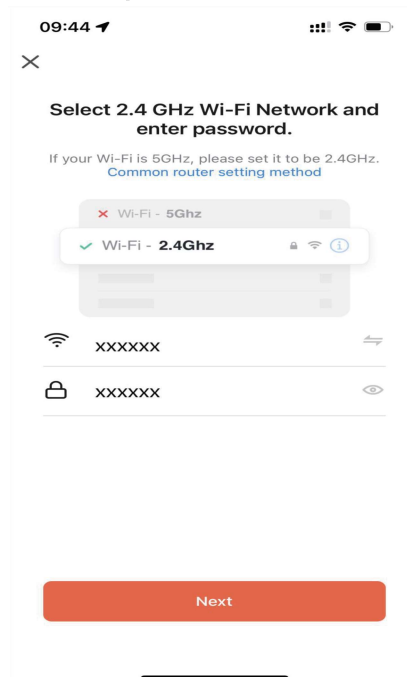 09:44
Select 2.4 GHz Wi-Fi Network and
enter password.
If your Wi-Fi is 5GHz, please set it to be 2.4GHz.
Common router setting method
Wi-Fi - 5Ghz
Wi-Fi - 2.4Ghz
xxxxxx
xxxxxx
Next